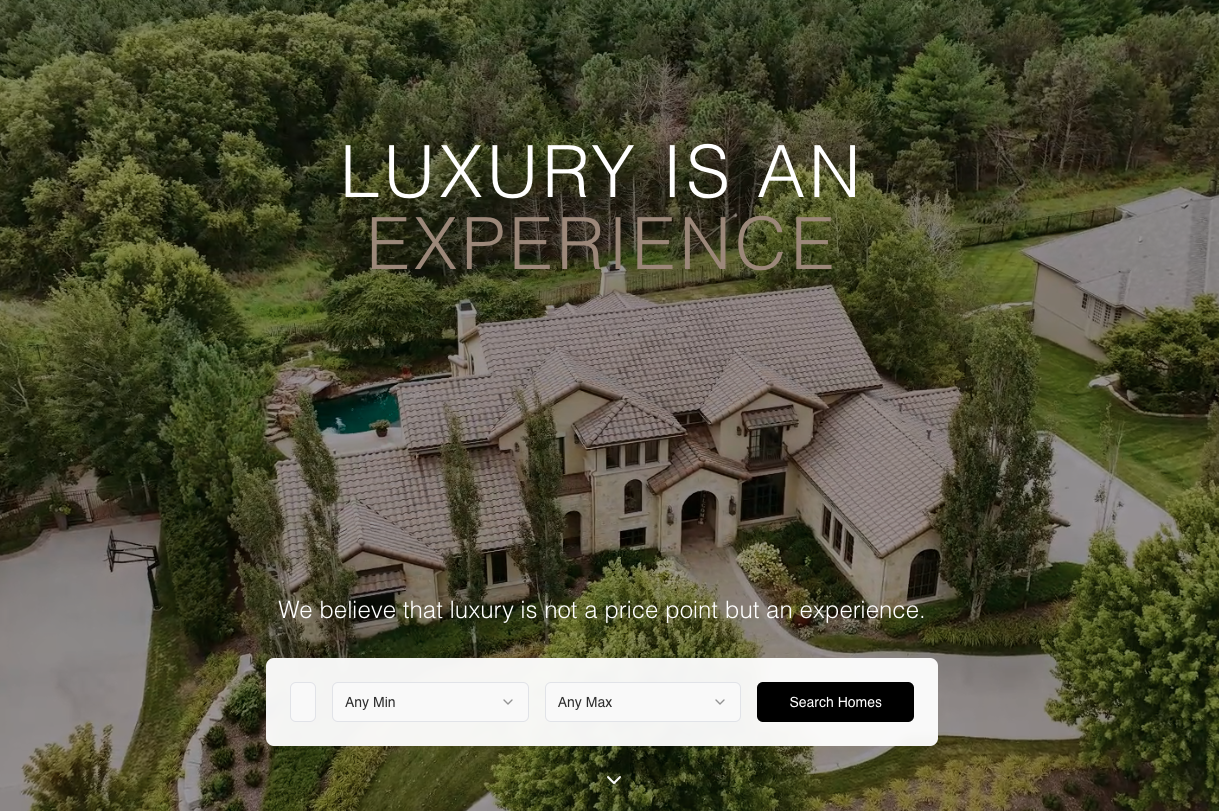 LUXURY IS AN
EXPERIENCE
We believe that luxury is not a price point but an experience.
Any Min
Any Max
Search Homes